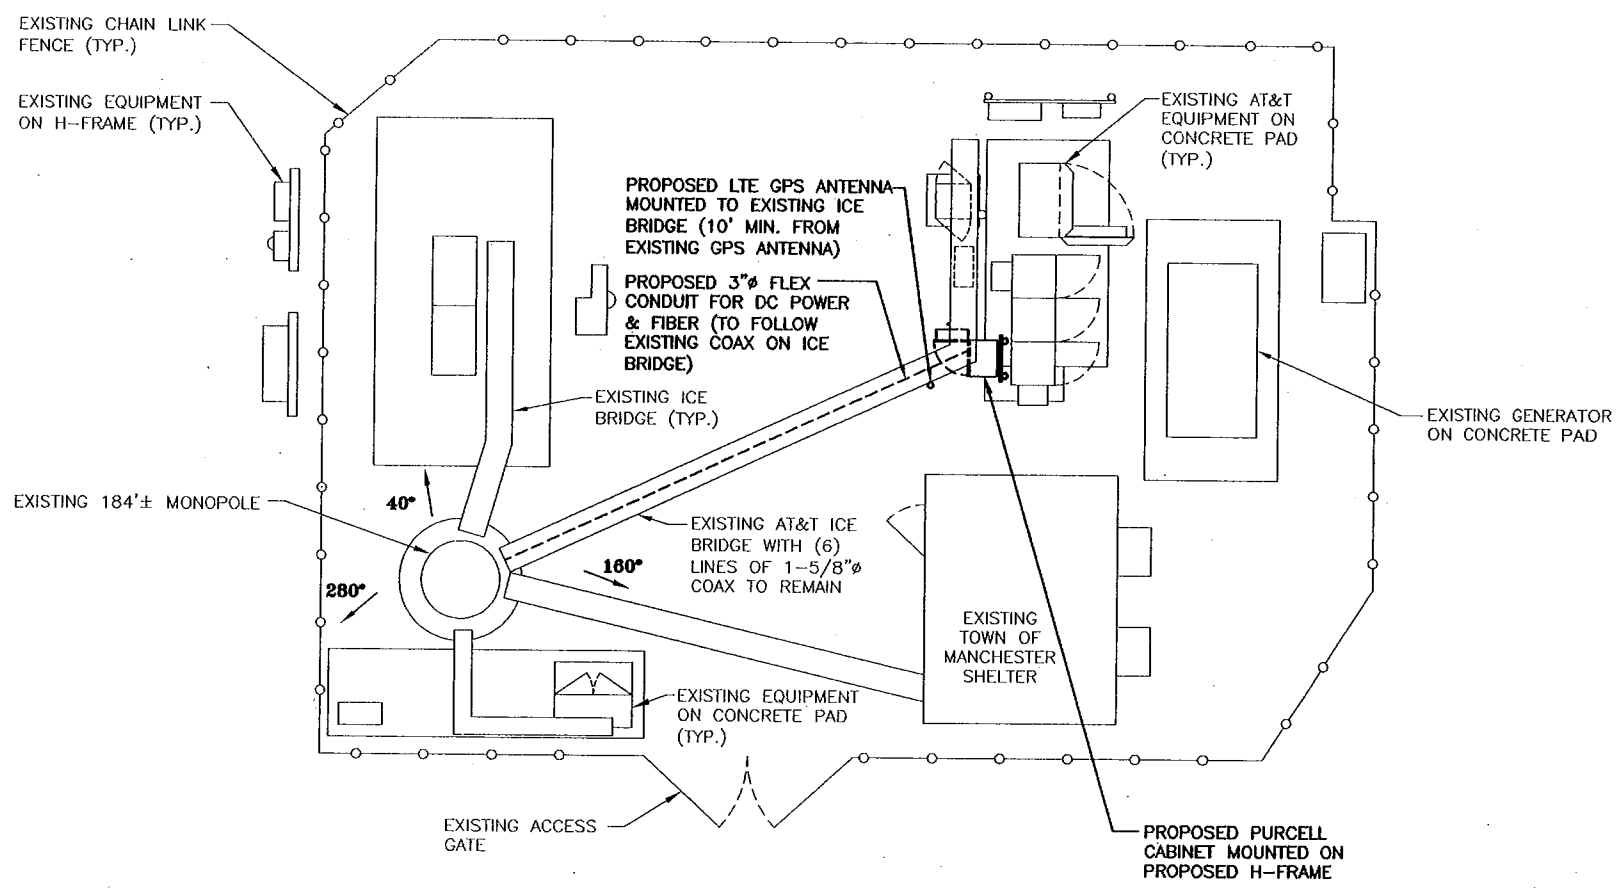 EXISTING CHAIN LINK
FENCE (TYP.)
EXISTING EQUIPMENT
ON H-FRAME (TYP.)
EXISTING AT&T
EQUIPMENT ON
CONCRETE PAD
(TYP.)
PROPOSED LTE GPS ANTENNA
MOUNTED TO EXISTING ICE
BRIDGE (10' MIN. FROM
EXISTING GPS ANTENNA)
PROPOSED 3"ø FLEX
CONDUIT FOR DC POWER
& FIBER (TO FOLLOW
EXISTING COAX ON ICE
BRIDGE)
EXISTING ICE
BRIDGE (TYP.)
EXISTING GENERATOR
ON CONCRETE PAD
EXISTING 184'± MONOPOLE
40°
EXISTING AT&T ICE
BRIDGE WITH (6)
LINES OF 1-5/8"ø
COAX TO REMAIN
160°
280°
EXISTING
TOWN OF
MANCHESTER
SHELTER
EXISTING EQUIPMENT
ON CONCRETE PAD
(TYP.)
EXISTING ACCESS
GATE
PROPOSED PURCELL
CABINET MOUNTED ON
PROPOSED H-FRAME